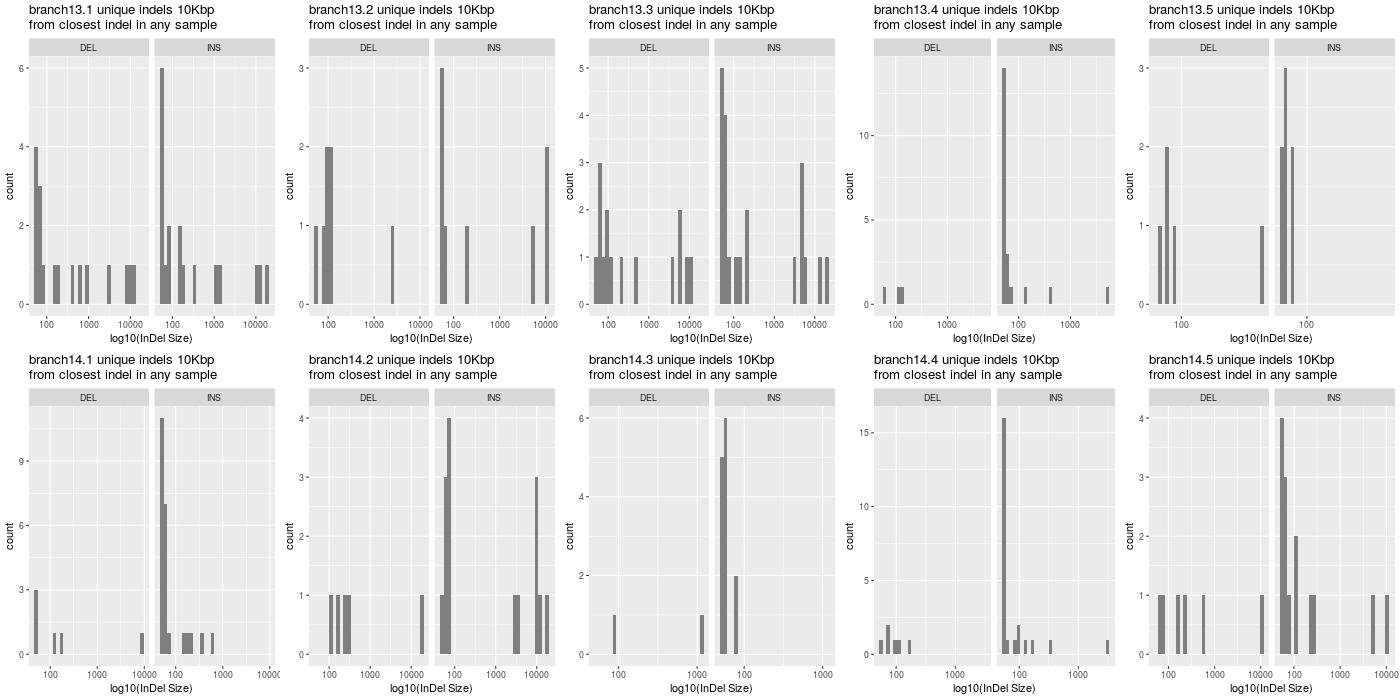 branch13.1 unique indels 10Kbp
from closest indel in any sample
DEL INS
6
4
2
0
count
100 1000 10000 100 1000 10000
log10(InDel Size)
branch13.2 unique indels 10Kbp
from closest indel in any sample
DEL INS
3
2
1
0
count
100 1000 10000 100 1000 10000
log10(InDel Size)
branch13.3 unique indels 10Kbp
from closest indel in any sample
DEL INS
5
4
3
2
1
0
count
100 1000 10000 100 1000 10000
log10(InDel Size)
branch13.4 unique indels 10Kbp
from closest indel in any sample
DEL INS
10
5
0
count
100 1000 100 1000
log10(InDel Size)
branch13.5 unique indels 10Kbp
from closest indel in any sample
DEL INS
3
2
1
0
count
100 100
log10(InDel Size)
branch14.1 unique indels 10Kbp
from closest indel in any sample
DEL INS
9
6
3
0
count
100 1000 10000 100 1000 1000
log10(InDel Size)
branch14.2 unique indels 10Kbp
from closest indel in any sample
DEL INS
4
3
2
1
0
count
100 1000 10000 100 1000 10000
log10(InDel Size)
branch14.3 unique indels 10Kbp
from closest indel in any sample
DEL INS
6
4
2
0
count
100 1000 100 1000
log10(InDel Size)
branch14.4 unique indels 10Kbp
from closest indel in any sample
DEL INS
15
10
5
0
count
100 1000 100 1000
log10(InDel Size)
branch14.5 unique indels 10Kbp
from closest indel in any sample
DEL INS
4
3
2
1
0
count
100 1000 10000 100 1000 10000
log10(InDel Size)